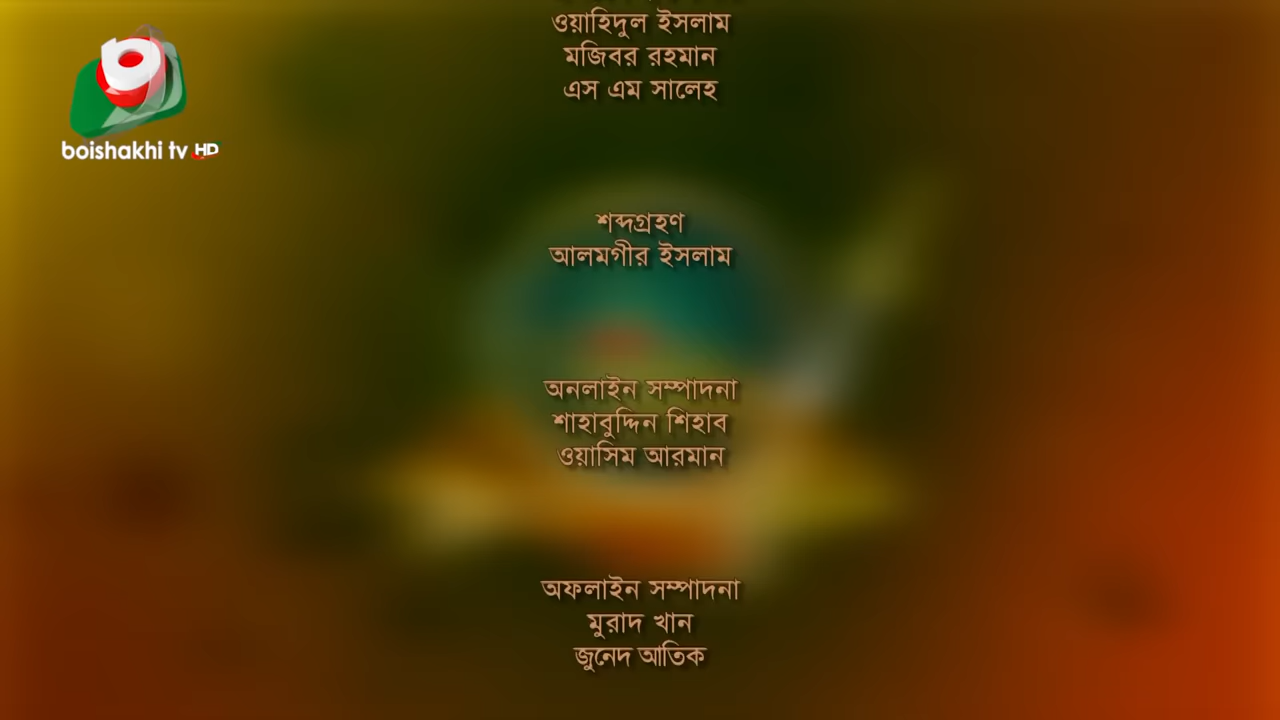 ওয়াহিদুল ইসলাম
মজিবর রহমান
এস এম সালেহ
boishakhi tv HD
শব্দগ্রহণ
আলমগীর ইসলাম
অনলাইন সম্পাদনা
শাহাবুদ্দিন শিহাব
ওয়াসিম আরমান
অফলাইন সম্পাদনা
মুরাদ খান
জুনেদ আতিক